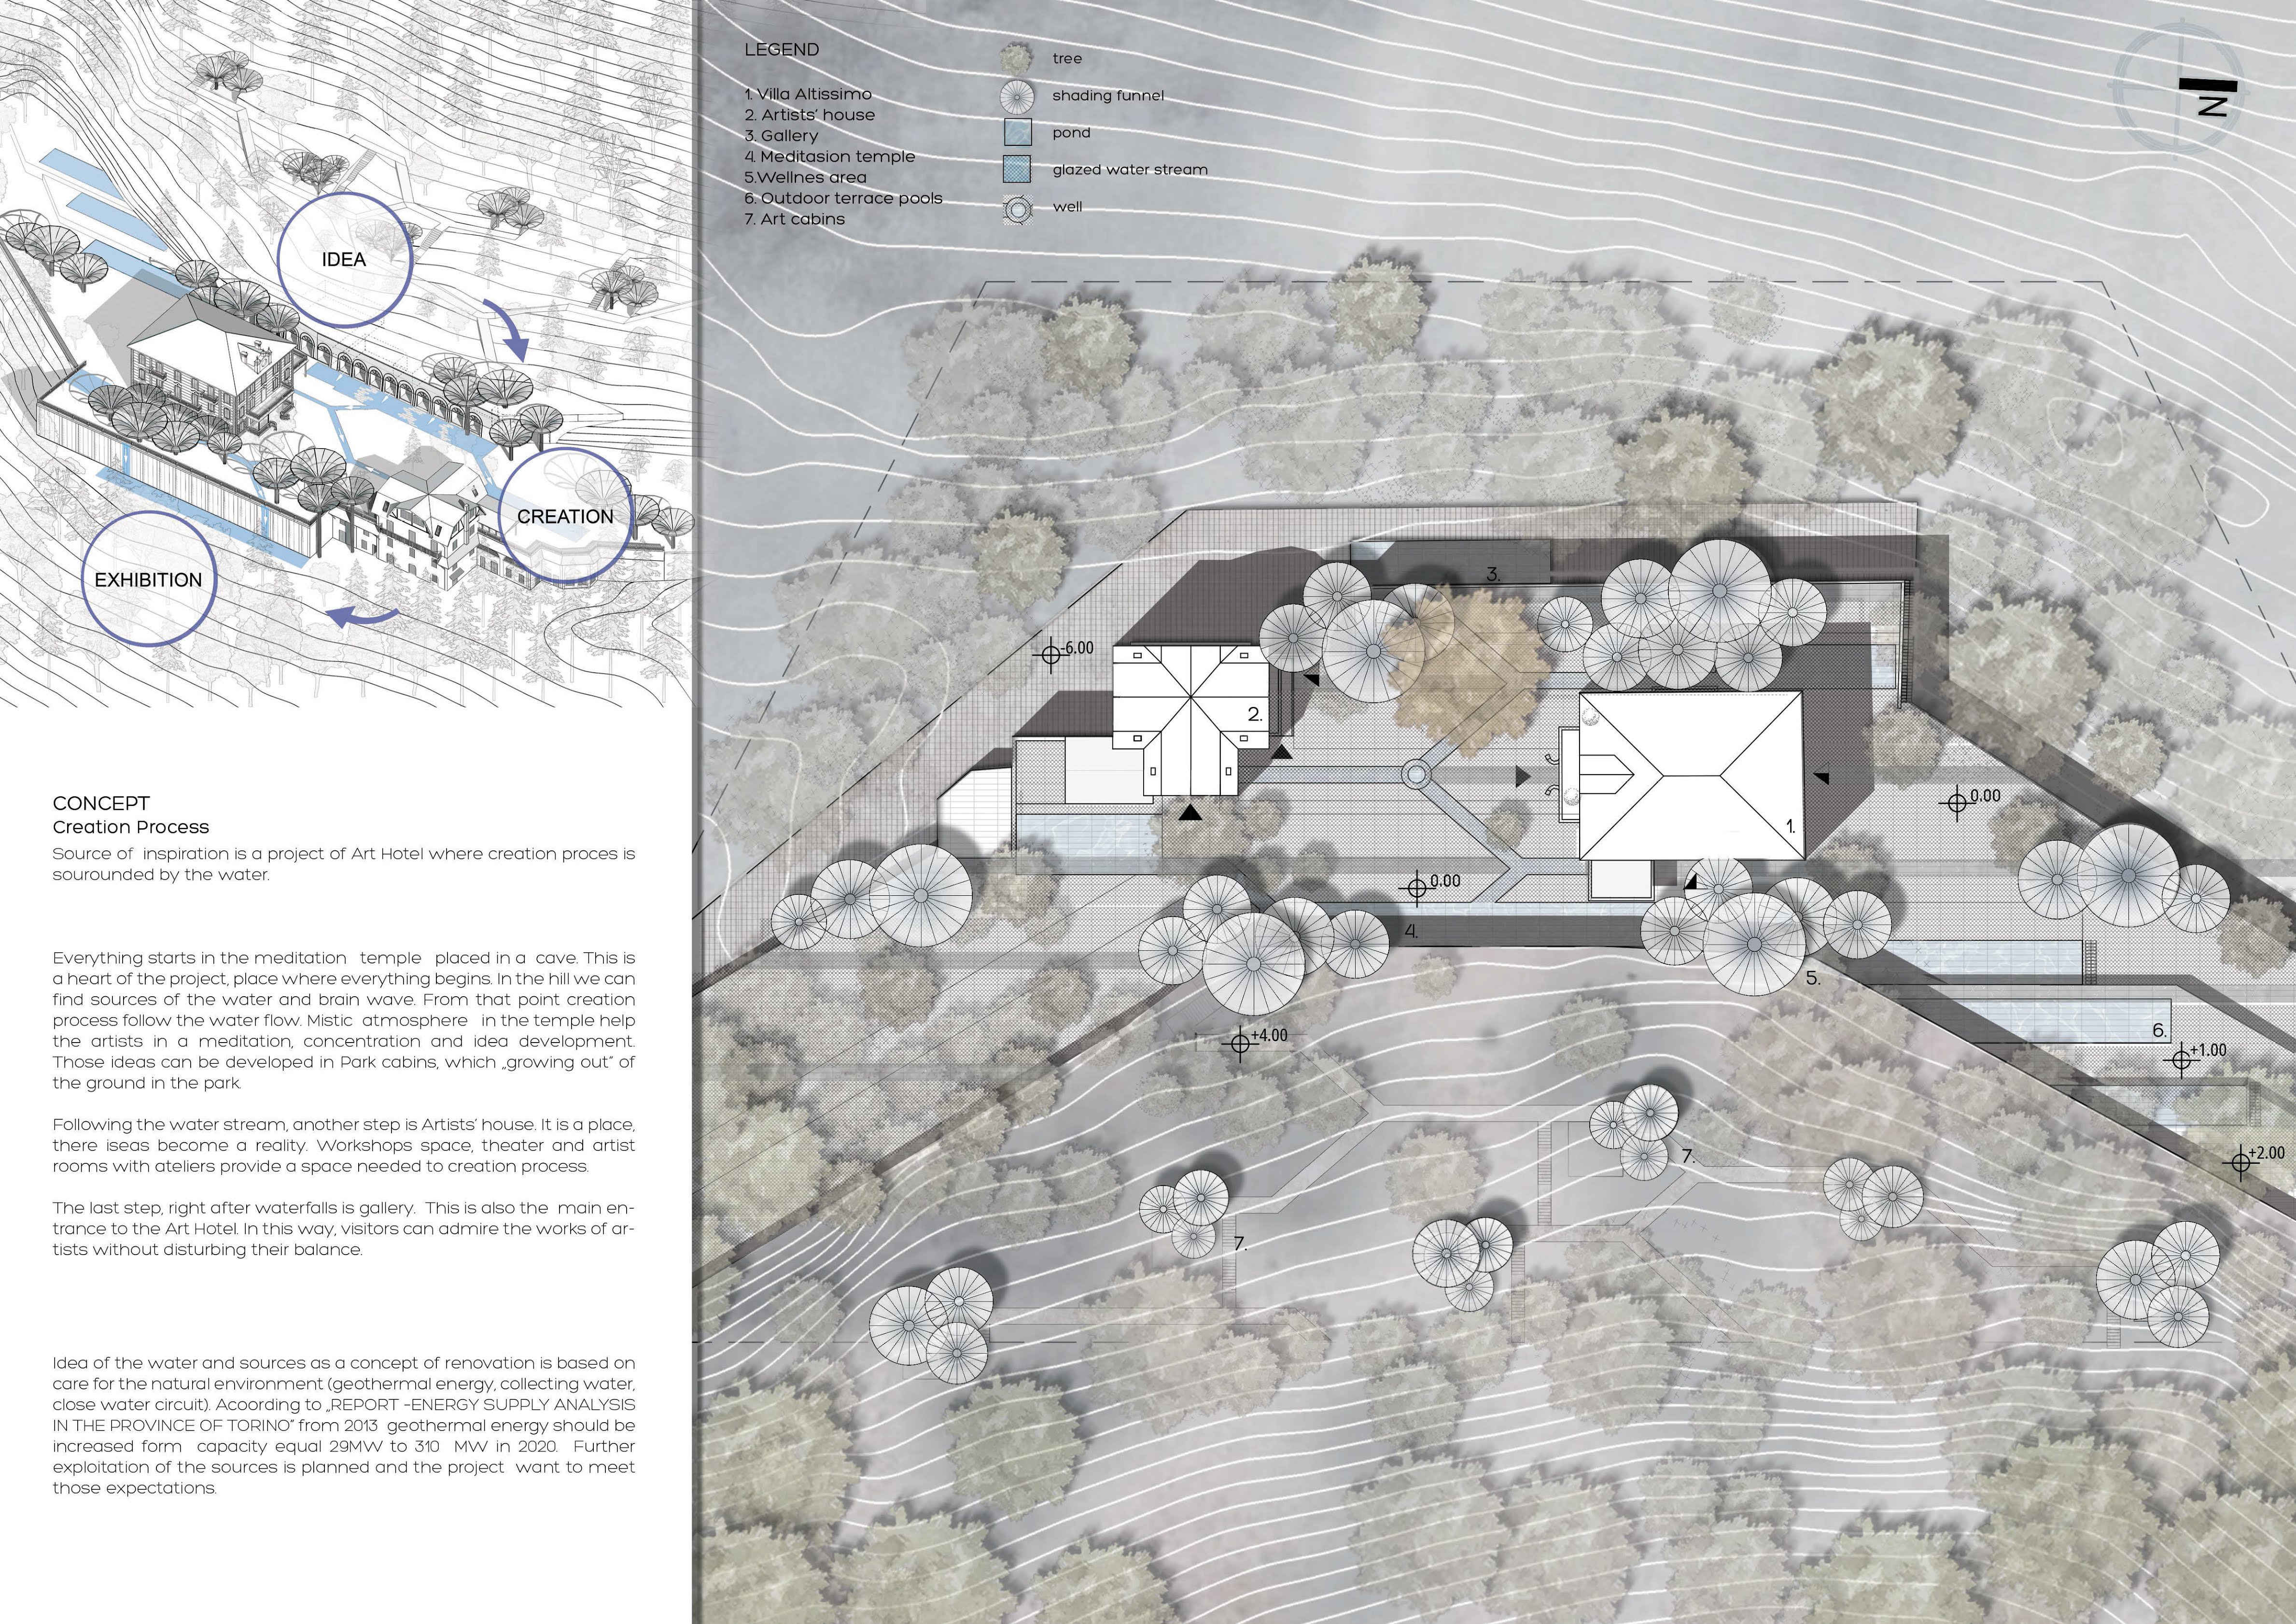 IDEA
CREATION
EXHIBITION
CONCEPT
Creation Process
Source of inspiration is a project of Art Hotel where creation proces is
sourounded by the water.
Everything starts in the meditation temple placed in a cave. This is
a heart of the project, place where everything begins. In the hill we can
find sources of the water and brain wave. From that point creation
process follow the water flow. Mistic atmosphere in the temple help
the artists in a meditation, concentration and idea development.
Those ideas can be developed in Park cabins, which „growing out” of
the ground in the park.
Following the water stream, another step is Artists’ house. It is a place,
there iseas become a reality. Workshops space, theater and artist
rooms with ateliers provide a space needed to creation process.
The last step, right after waterfalls is gallery. This is also the main en-
trance to the Art Hotel. In this way, visitors can admire the works of ar-
tists without disturbing their balance.
Idea of the water and sources as a concept of renovation is based on
care for the natural environment (geothermal energy, collecting water,
close water circuit). Acoording to „REPORT -ENERGY SUPPLY ANALYSIS
IN THE PROVINCE OF TORINO” from 2013 geothermal energy should be
increased form capacity equal 29MW to 310 MW in 2020. Further
exploitation of the sources is planned and the project want to meet
those expectations.
LEGEND
1. Villa Altissimo
2. Artists’ house
3. Gallery
4. Meditasion temple
5.Wellnes area
6. Outdoor terrace pools
7. Art cabins
tree
shading funnel
pond
glazed water stream
well
N
3.
-6.00
2.
1.
0.00
0.00
4.
5.
6.
+4.00
+1.00
+2.00
7.
7.